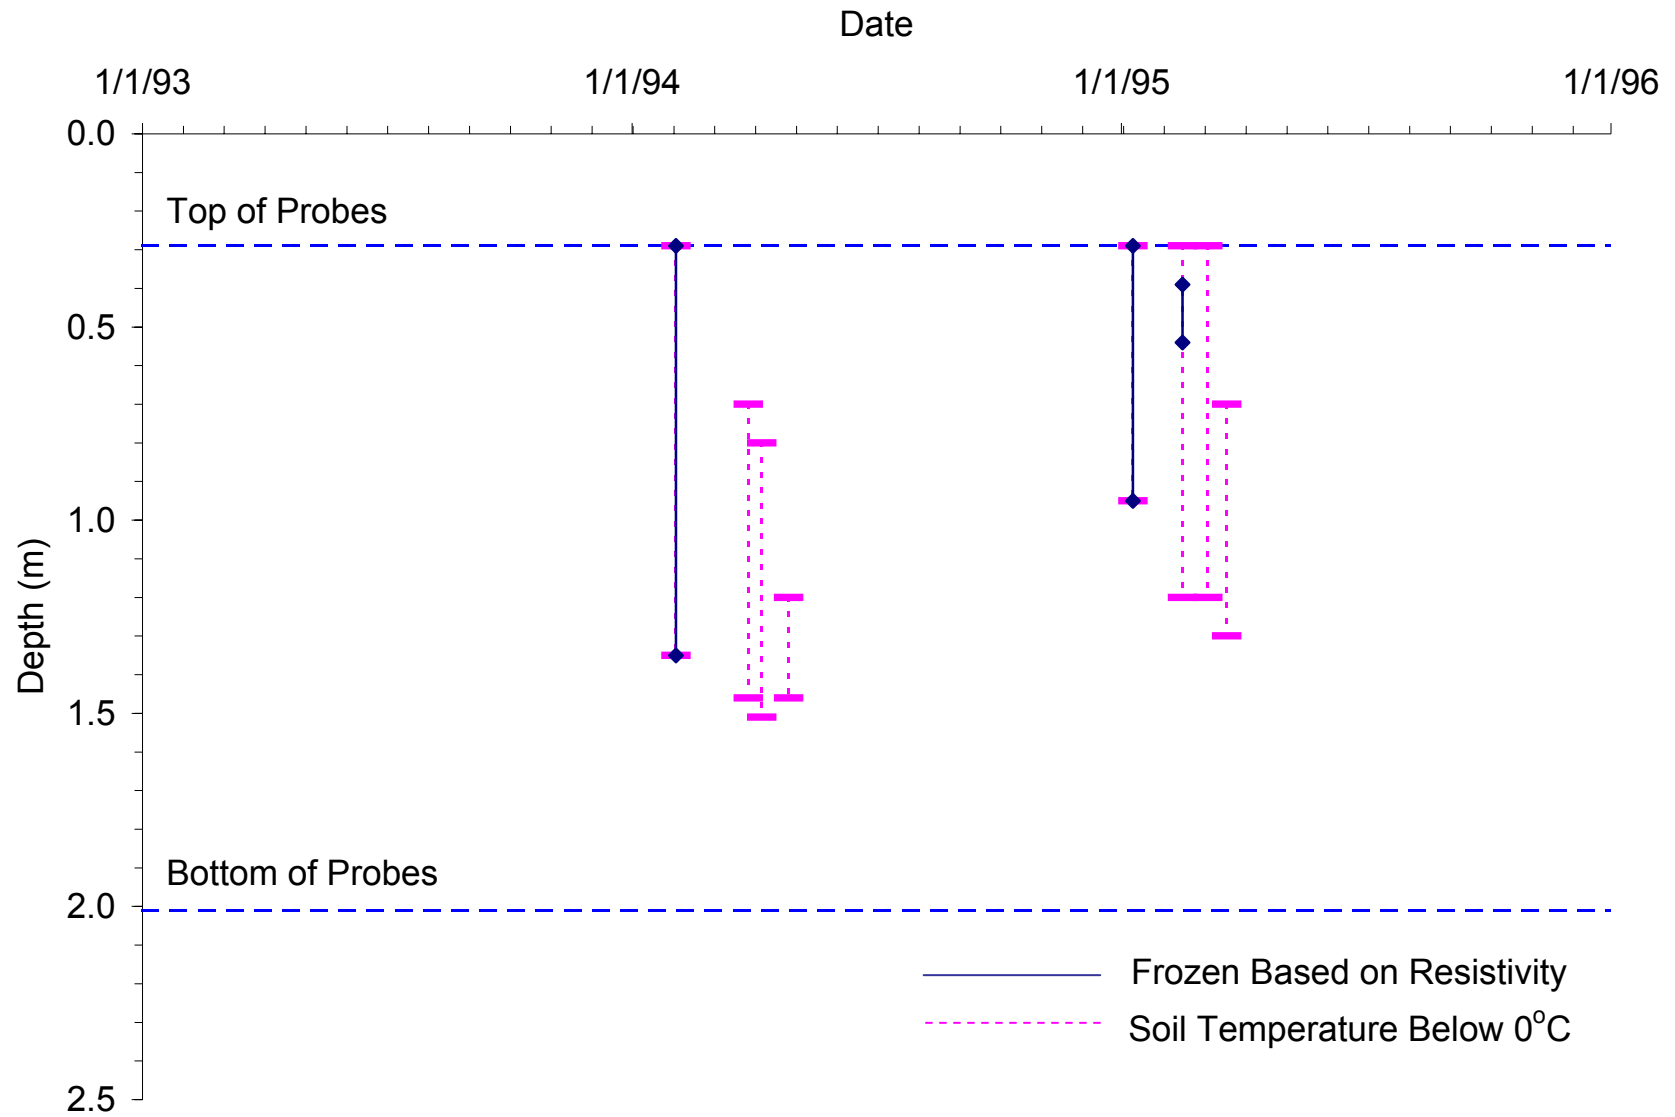 Date
1/1/93 1/1/94 1/1/95 1/1/96
0.0
Top of Probes
0.5
1.0
Depth (m)
1.5
Bottom of Probes
2.0
Frozen Based on Resistivity
Soil Temperature Below 0°C
2.5